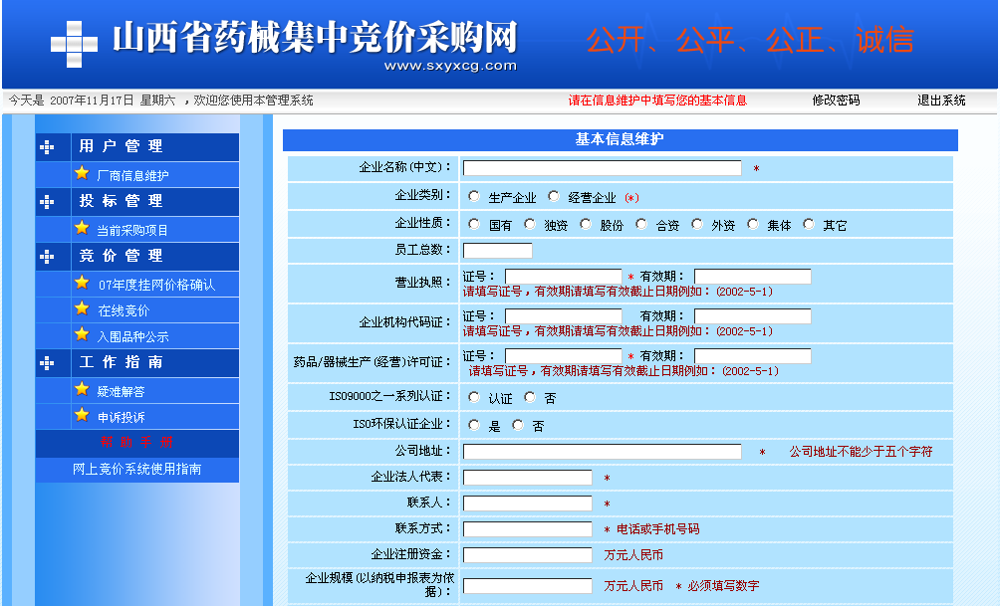 山西省药械集中竞价采购网
www.sxyxcg.com
公开、公平、公正、诚信
今天是 2007年11月17日 星期六 ，欢迎您使用本管理系统
请在信息维护中填写您的基本信息
修改密码
退出系统
用户管理
厂商信息维护
投标管理
当前采购项目
竞价管理
07年度挂网价格确认
在线竞价
入围品种公示
工作指南
疑难解答
申诉投诉
网上竞价系统使用指南
基本信息维护
企业名称(中文)： *
企业类别： 生产企业 经营企业 (*)
企业性质： 国有 独资 股份 合资 外资 集体 其它
员工总数：
营业执照： 证号： * 有效期：
请填写证号，有效期请填写有效截止日期例如：(2002-5-1)
企业机构代码证： 证号： 有效期：
请填写证号，有效期请填写有效截止日期例如：(2002-5-1)
药品/器械生产(经营)许可证： 证号： * 有效期：
请填写证号，有效期请填写有效截止日期例如：(2002-5-1)
ISO9000之一系列认证： 认证 否
ISO环保认证企业： 是 否
公司地址： * 公司地址不能少于五个字符
企业法人代表： *
联系人： *
联系方式： * 电话或手机号码
企业注册资金： 万元人民币
企业规模(以纳税申报表为依
据)： 万元人民币 * 必须填写数字